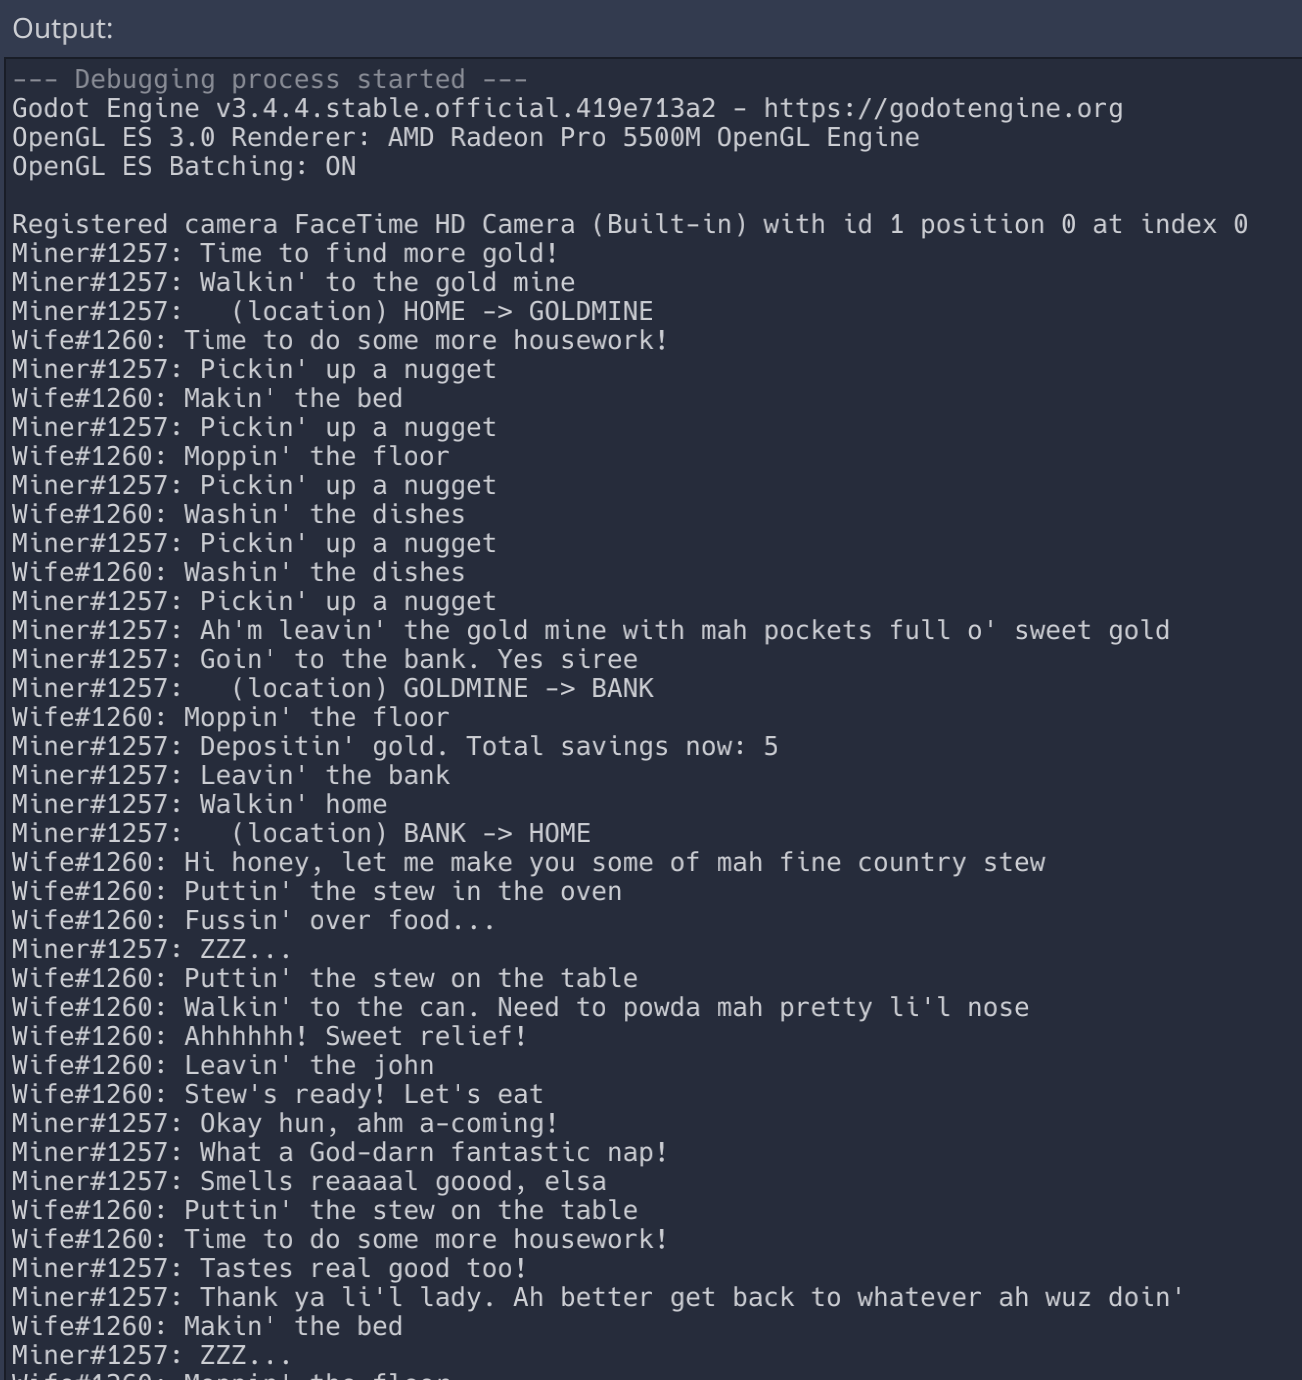 Output:
--- Debugging process started ---
Godot Engine v3.4.4.stable.official.419e713a2 - https://godotengine.org
OpenGL ES 3.0 Renderer: AMD Radeon Pro 5500M OpenGL Engine
OpenGL ES Batching: ON
Registered camera FaceTime HD Camera (Built-in) with id 1 position 0 at index 0
Miner#1257: Time to find more gold!
Miner#1257: Walkin' to the gold mine
Miner#1257:   (location) HOME -> GOLDMINE
Wife#1260: Time to do some more housework!
Miner#1257: Pickin' up a nugget
Wife#1260: Makin' the bed
Miner#1257: Pickin' up a nugget
Wife#1260: Moppin' the floor
Miner#1257: Pickin' up a nugget
Wife#1260: Washin' the dishes
Miner#1257: Pickin' up a nugget
Wife#1260: Washin' the dishes
Miner#1257: Pickin' up a nugget
Miner#1257: Ah'm leavin' the gold mine with mah pockets full o' sweet gold
Miner#1257: Goin' to the bank. Yes siree
Miner#1257:   (location) GOLDMINE -> BANK
Wife#1260: Moppin' the floor
Miner#1257: Depositin' gold. Total savings now: 5
Miner#1257: Leavin' the bank
Miner#1257: Walkin' home
Miner#1257:   (location) BANK -> HOME
Wife#1260: Hi honey, let me make you some of mah fine country stew
Wife#1260: Puttin' the stew in the oven
Wife#1260: Fussin' over food...
Miner#1257: ZZZ...
Wife#1260: Puttin' the stew on the table
Wife#1260: Walkin' to the can. Need to powda mah pretty li'l nose
Wife#1260: Ahhhhhh! Sweet relief!
Wife#1260: Leavin' the john
Wife#1260: Stew's ready! Let's eat
Miner#1257: Okay hun, ahm a-coming!
Miner#1257: What a God-darn fantastic nap!
Miner#1257: Smells reaaaal goood, elsa
Wife#1260: Puttin' the stew on the table
Wife#1260: Time to do some more housework!
Miner#1257: Tastes real good too!
Miner#1257: Thank ya li'l lady. Ah better get back to whatever ah wuz doin'
Wife#1260: Makin' the bed
Miner#1257: ZZZ...
Wife#1260: Moppin' the floor